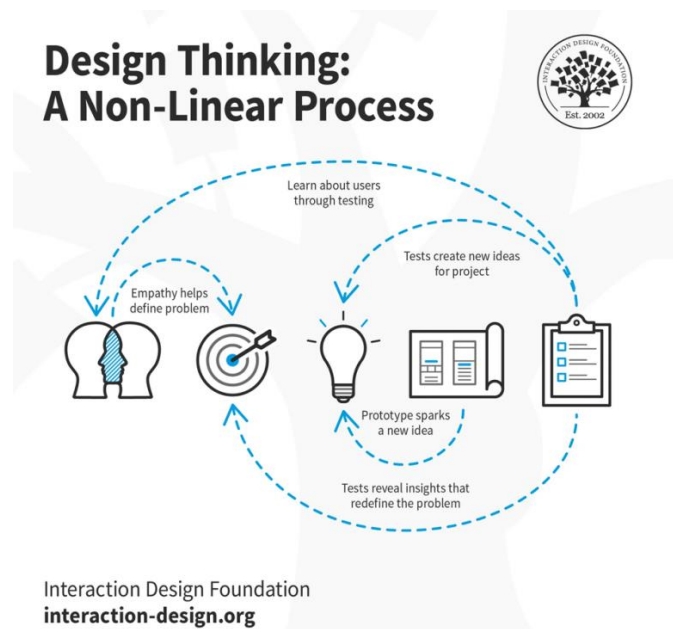 Design Thinking:
A Non-Linear Process
INTERACTION DESIGN FOUNDATION
Est. 2002
Learn about users
through testing
Tests create new ideas
for project
Empathy helps
define problem
Prototype sparks
a new idea
Tests reveal insights that
redefine the problem
Interaction Design Foundation
interaction-design.org